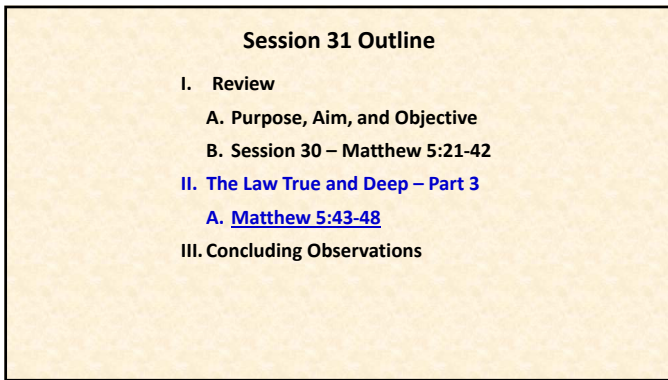 Session 31 Outline
I. Review
A. Purpose, Aim, and Objective
B. Session 30 – Matthew 5:21-42
II. The Law True and Deep – Part 3
A. Matthew 5:43-48
III. Concluding Observations